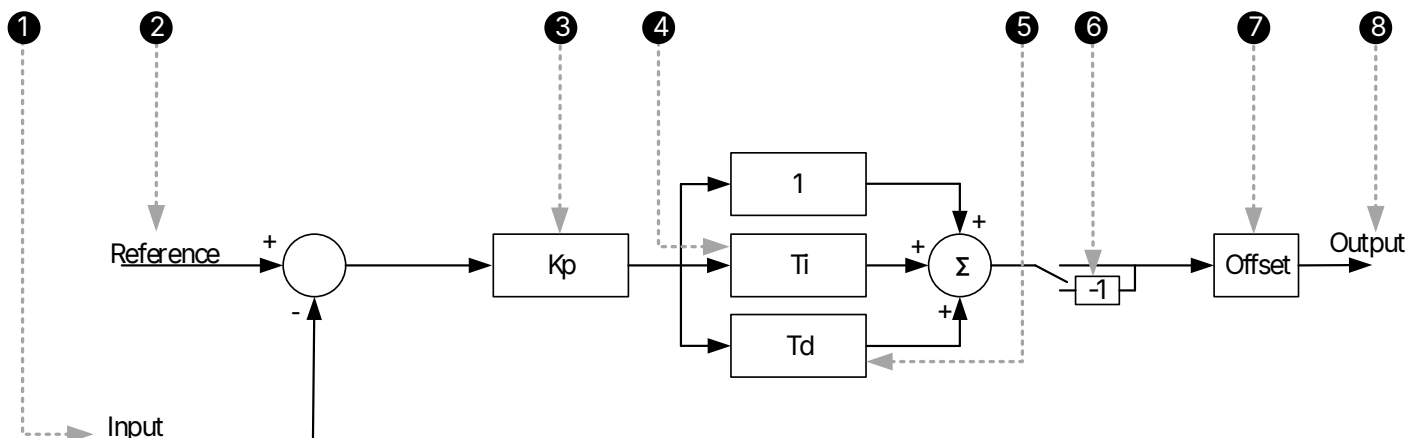 1 2 3 4 5 6 7 8
1
+ + Output
Reference + Kp Ti Σ Offset
- + -1
Td
Input